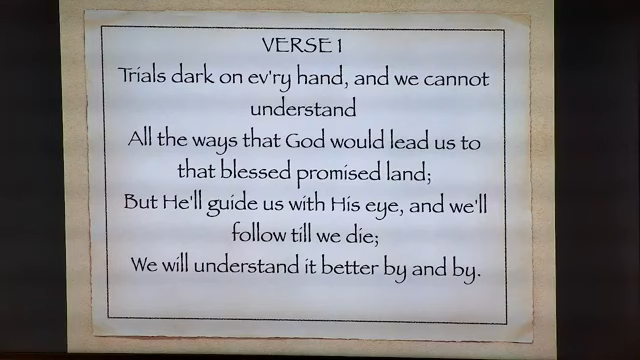 VERSE 1
Trials dark on ev'ry hand, and we cannot
understand
All the ways that God would lead us to
that blessed promised land;
But He'll guide us with His eye, and we'll
follow till we die;
We will understand it better by and by.